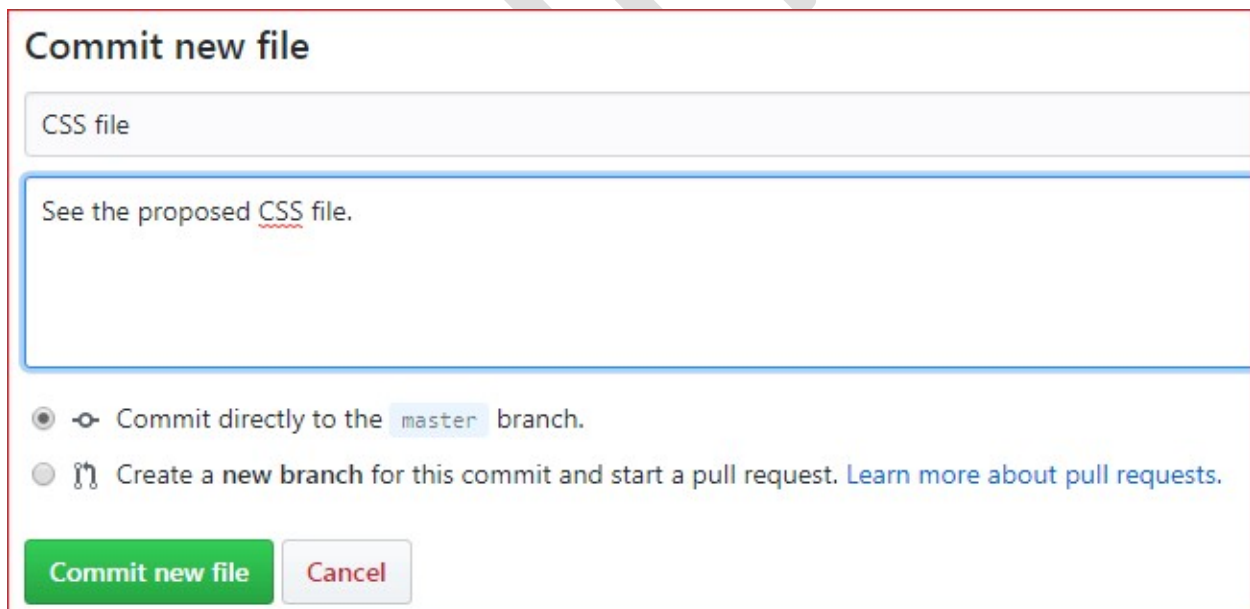 Commit new file
CSS file
See the proposed CSS file.
Commit directly to the master branch.
Create a new branch for this commit and start a pull request. Learn more about pull requests.
Commit new file
Cancel